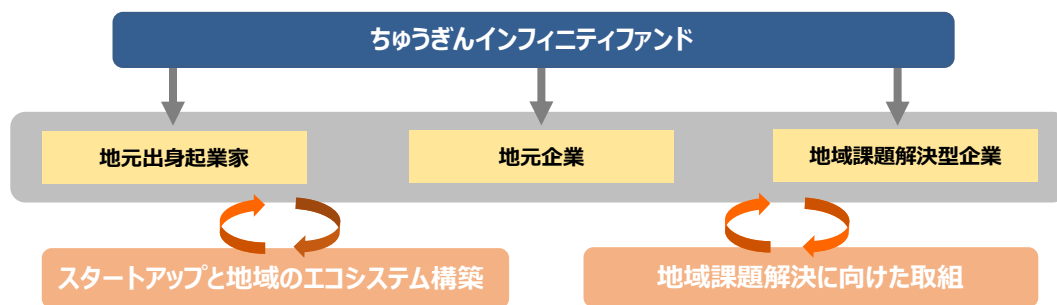 ちゅうぎんインフィニティファンド
地元出身起業家
地元企業
地域課題解決型企業
スタートアップと地域のエコシステム構築
地域課題解決に向けた取組